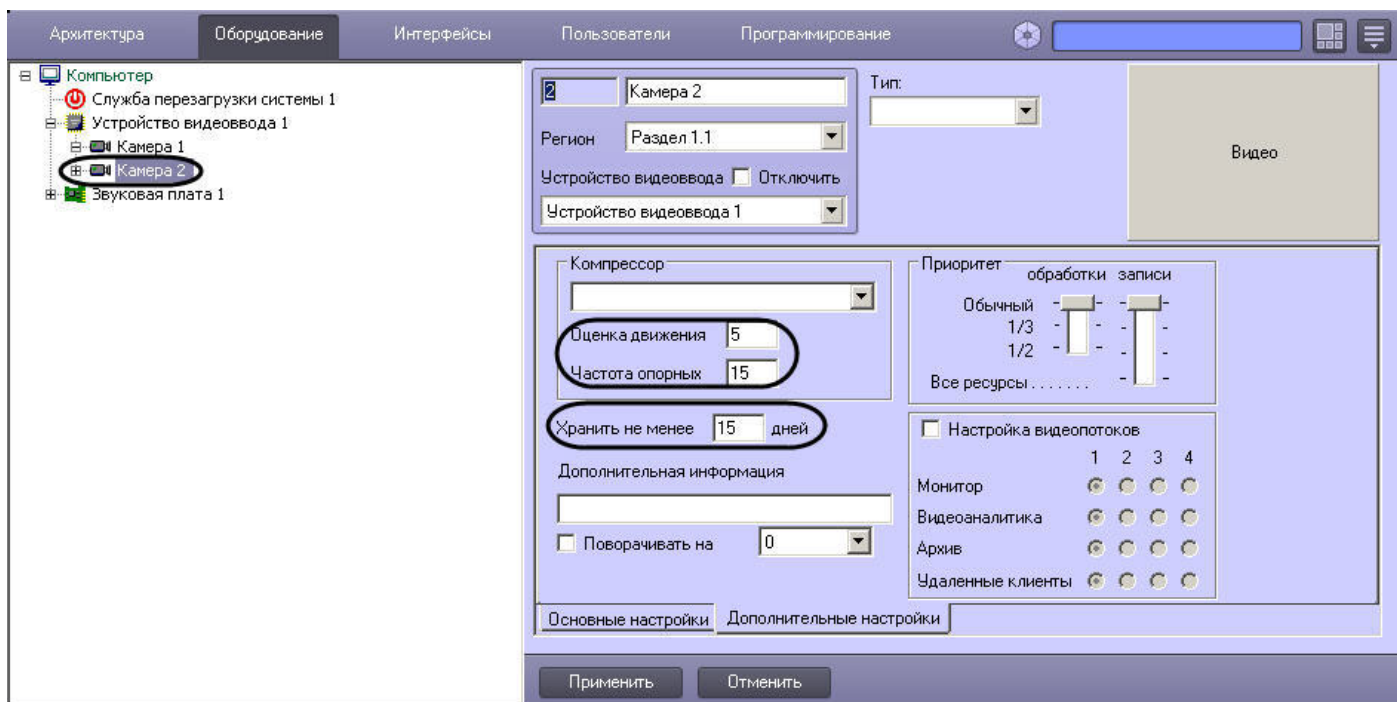 Архитектура Оборудование Интерфейсы Пользователи Программирование
Компьютер
Служба перезагрузки системы 1
Устройство видеоввода 1
Камера 1
Камера 2
Звуковая плата 1
2 Камера 2
Тип:
Регион Раздел 1.1
Устройство видеоввода Отключить
Устройство видеоввода 1
Видео
Компрессор
Оценка движения 5
Частота опорных 15
Хранить не менее 15 дней
Дополнительная информация
Поворачивать на 0
Приоритет
обработки записи
Обычный
1/3
1/2
Все ресурсы . . . . . . .
Настройка видеопотоков
1 2 3 4
Монитор
Видеоаналитика
Архив
Удаленные клиенты
Основные настройки Дополнительные настройки
Применить Отменить